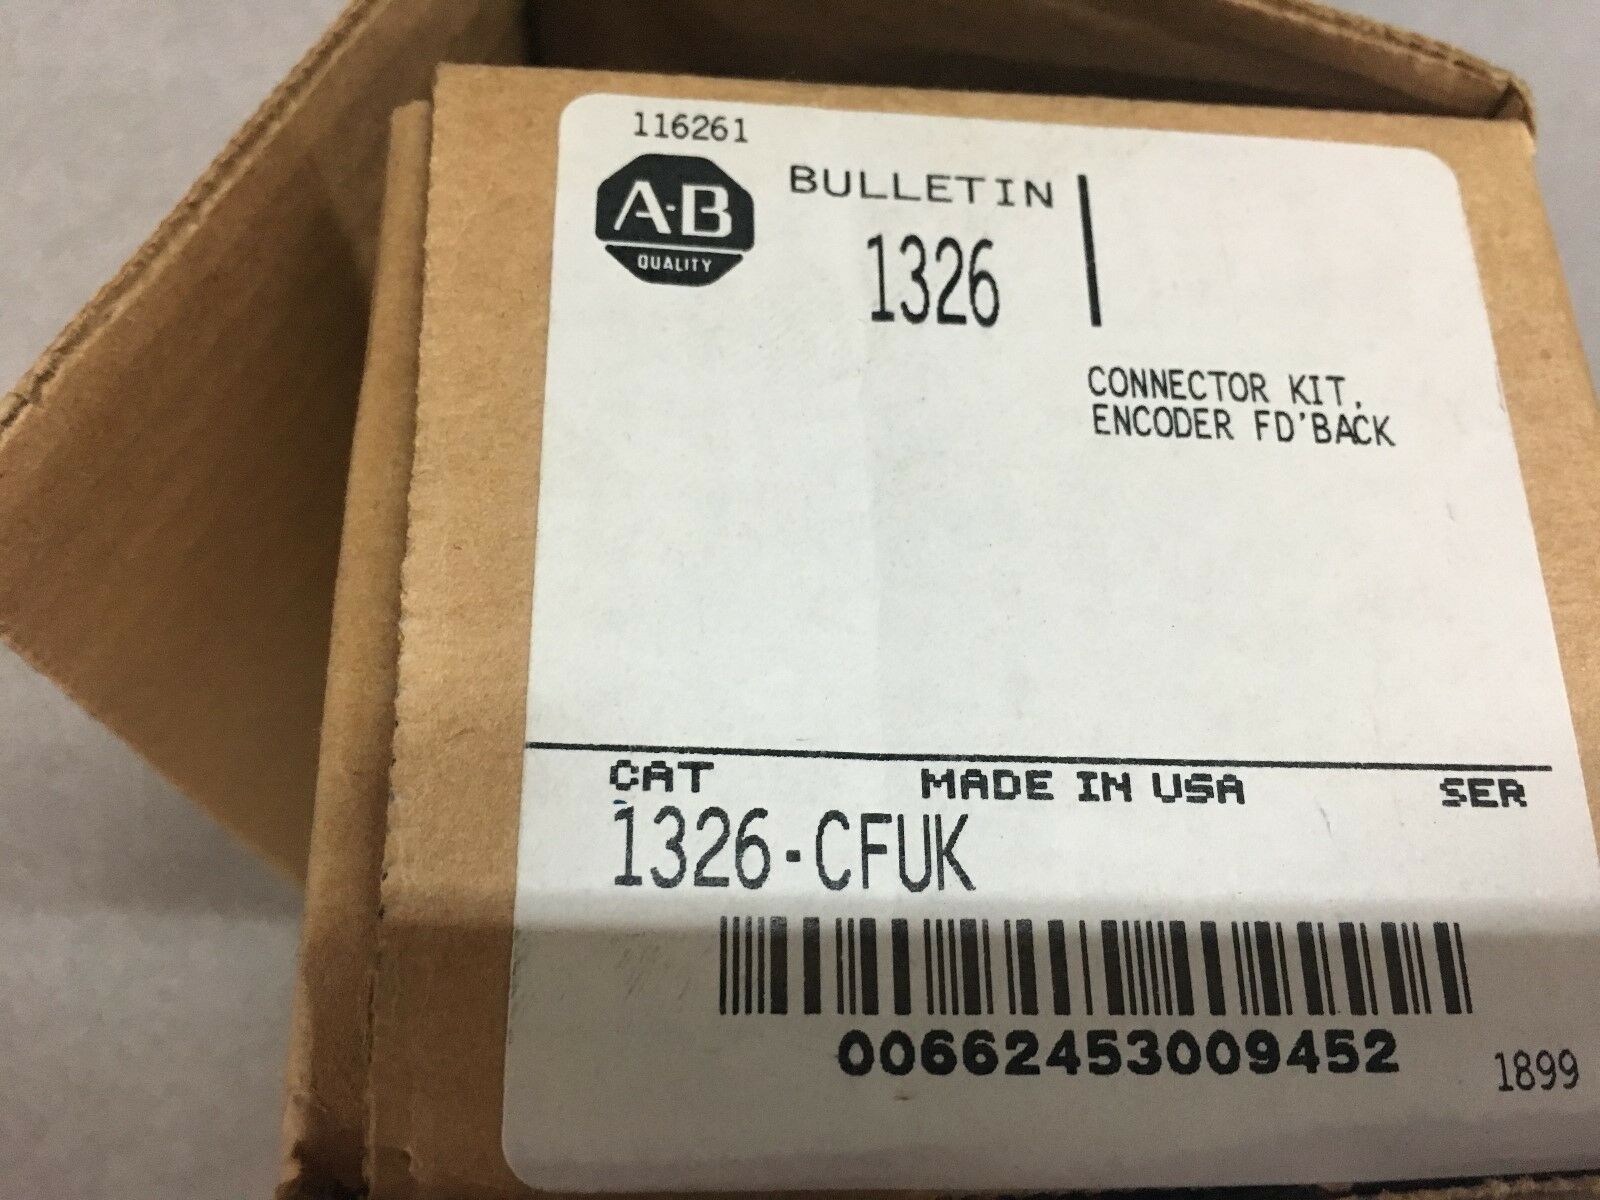 116261
A-B
QUALITY
BULLETIN
1326
CONNECTOR KIT,
ENCODER FD'BACK
CAT MADE IN USA SER
1326-CFUK
00662453009452
1899